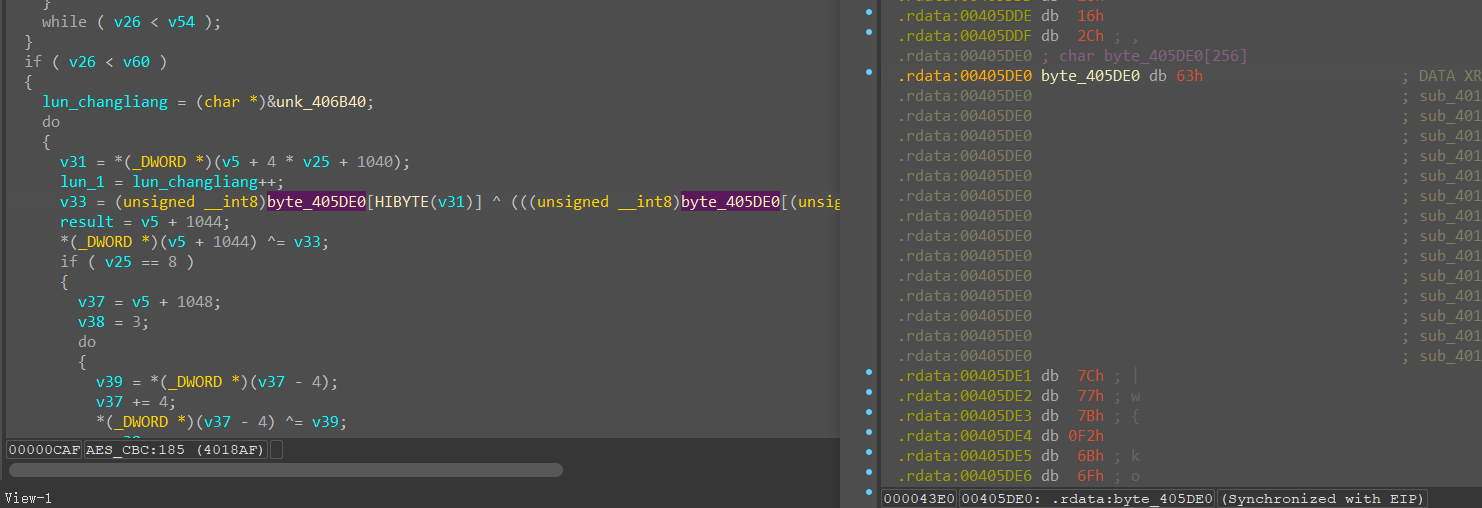 }
while ( v26 < v54 );
}
if ( v26 < v60 )
{
lun_changliang = (char *)&unk_406B40;
do
{
v31 = *(_DWORD *)(v5 + 4 * v25 + 1040);
lun_1 = lun_changliang++;
v33 = (unsigned __int8)byte_405DE0[HIBYTE(v31)] ^ (((unsigned __int8)byte_405DE0[(unsig
result = v5 + 1044;
*(_DWORD *)(v5 + 1044) ^= v33;
if ( v25 == 8 )
{
v37 = v5 + 1048;
v38 = 3;
do
{
v39 = *(_DWORD *)(v37 - 4);
v37 += 4;
*(_DWORD *)(v37 - 4) ^= v39;
00000CAF AES_CBC:185 (4018AF)
View-1
.rdata:00405DDE db 16h
.rdata:00405DDF db 2Ch ; ,
.rdata:00405DE0 ; char byte_405DE0[256]
.rdata:00405DE0 byte_405DE0 db 63h ; DATA XR
.rdata:00405DE0 ; sub_401
.rdata:00405DE0 ; sub_401
.rdata:00405DE0 ; sub_401
.rdata:00405DE0 ; sub_401
.rdata:00405DE0 ; sub_401
.rdata:00405DE0 ; sub_401
.rdata:00405DE0 ; sub_401
.rdata:00405DE0 ; sub_401
.rdata:00405DE0 ; sub_401
.rdata:00405DE0 ; sub_401
.rdata:00405DE0 ; sub_401
.rdata:00405DE0 ; sub_401
.rdata:00405DE0 ; sub_401
.rdata:00405DE0 ; sub_401
.rdata:00405DE1 db 7Ch ; |
.rdata:00405DE2 db 77h ; w
.rdata:00405DE3 db 7Bh ; {
.rdata:00405DE4 db 0F2h
.rdata:00405DE5 db 6Bh ; k
.rdata:00405DE6 db 6Fh ; o
000043E0 00405DE0: .rdata:byte_405DE0 (Synchronized with EIP)